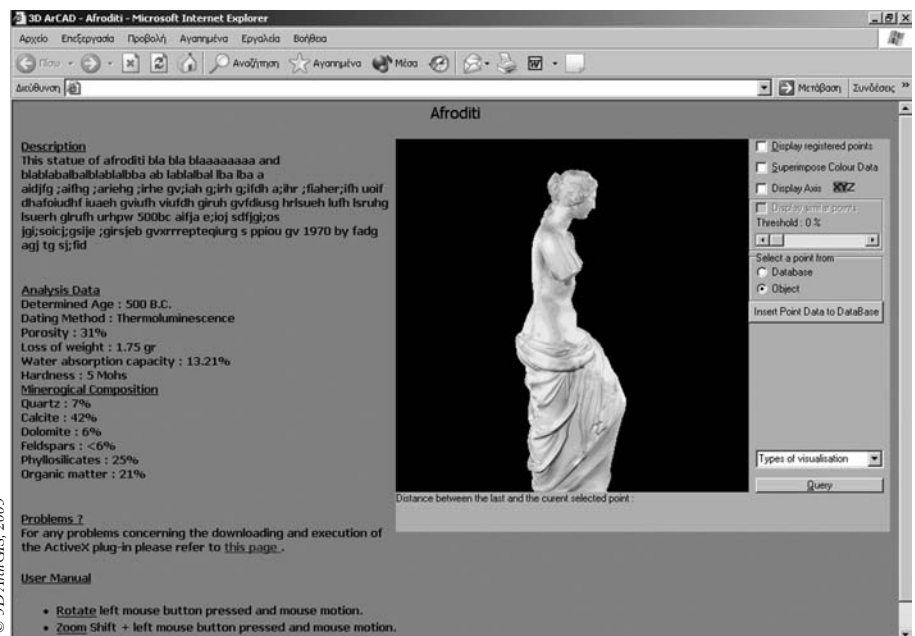 3D ArCAD - Afroditi - Microsoft Internet Explorer
Αρχείο Επεξεργασία Προβολή Αγαπημένα Εργαλεία Βοήθεια
Πίσω Αναζήτηση Αγαπημένα Μέσα
Διεύθυνση Μετάβαση Συνδέσεις »
Afroditi
Description
This statue of afroditi bla bla blaaaaaaaa and
blablabalbalblablalbba ab lablalbal lba lba a
aidjfg ;aifhg ;ariehg ;irhe gv;iah g;irh g;ifdh a;ihr ;fiaher;ifh uoif
dhafoiudhf iuaeh gviufh viufdh giruh gvfdiusg hrlsueh lufh lsruhg
lsuerh glrufh urhpw 500bc aifja e;ioj sdfjgi;os
jgi;soicj;gsije ;girsjeb gvxrrrepteqiurg s ppiou gv 1970 by fadg
agj tg sj;fid
Analysis Data
Determined Age : 500 B.C.
Dating Method : Thermoluminescence
Porosity : 31%
Loss of weight : 1.75 gr
Water absorption capacity : 13.21%
Hardness : 5 Mohs
Minerogical Composition
Quartz : 7%
Calcite : 42%
Dolomite : 6%
Feldspars : <6%
Phyllosilicates : 25%
Organic matter : 21%
Problems ?
For any problems concerning the downloading and execution of
the ActiveX plug-in please refer to this page .
User Manual
• Rotate left mouse button pressed and mouse motion.
• Zoom Shift + left mouse button pressed and mouse motion.
Display registered points
Superimpose Colour Data
Display Axis XYZ
Display similar points
Threshold : 0 %
Select a point from
Database
Object
Insert Point Data to DataBase
Types of visualisation
Query
Distance between the last and the curent selected point :